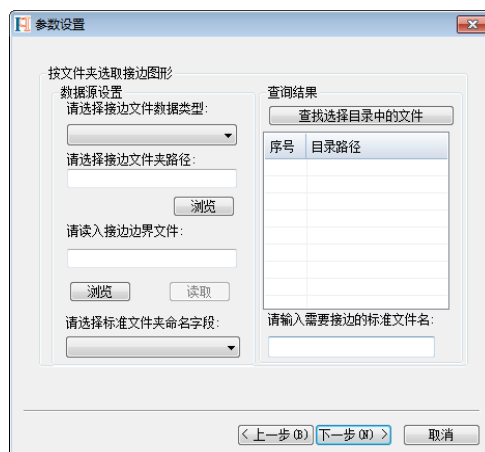 参数设置
按文件夹选取接边图形
数据源设置
请选择接边文件数据类型:
请选择接边文件夹路径:
浏览
请读入接边边界文件:
浏览
读取
请选择标准文件夹命名字段:
查询结果
查找选择目录中的文件
序号 目录路径
请输入需要接边的标准文件名:
< 上一步(B) 下一步(N) > 取消